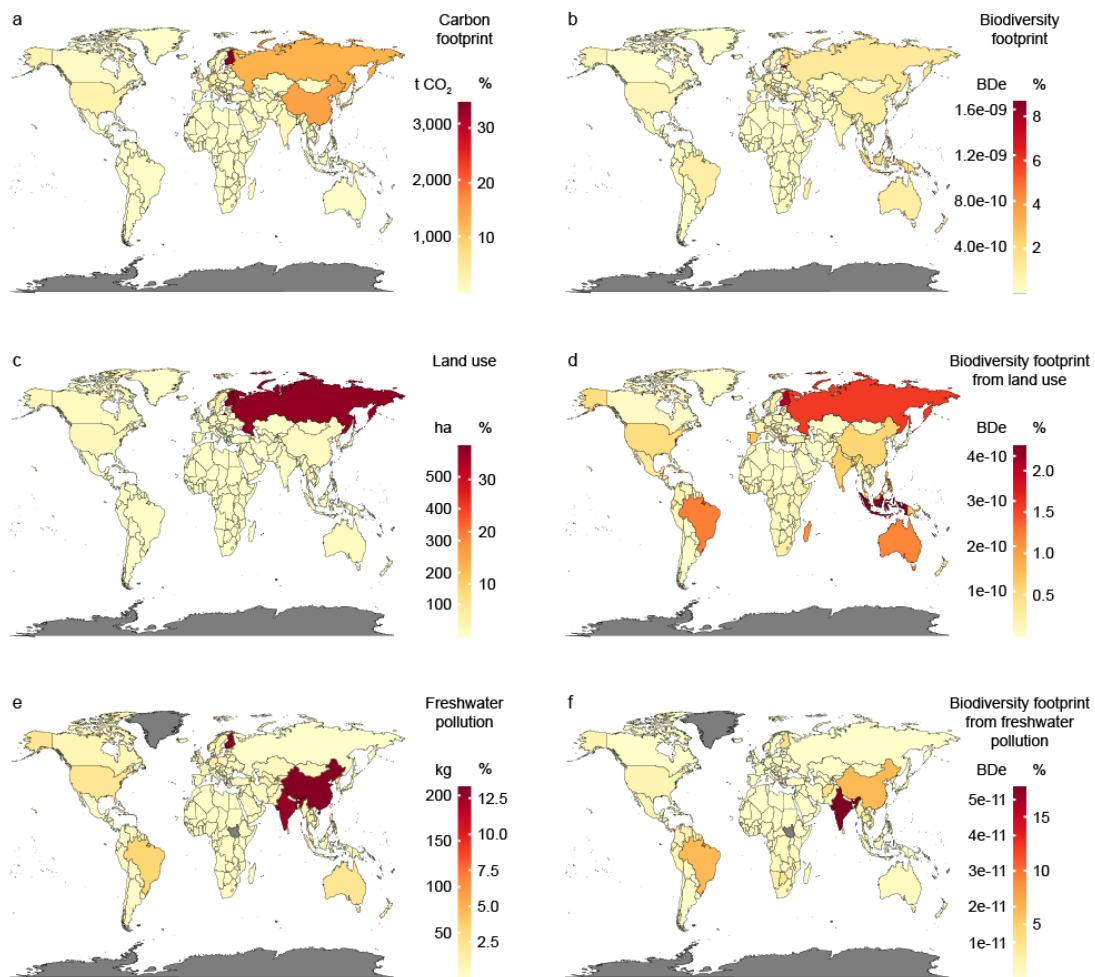 a
Carbon
footprint
t CO₂ %
3,000
30
2,000
20
1,000
10
b
Biodiversity
footprint
BDe %
1.6e-09
8
1.2e-09
6
8.0e-10
4
4.0e-10
2
c
Land use
ha %
500
30
400
300
20
200
10
100
d
Biodiversity footprint
from land use
BDe %
4e-10
2.0
3e-10
1.5
2e-10
1.0
1e-10
0.5
e
Freshwater
pollution
kg %
200
12.5
10.0
150
7.5
100
5.0
50
2.5
f
Biodiversity footprint
from freshwater
pollution
BDe %
5e-11
15
4e-11
3e-11
10
2e-11
5
1e-11